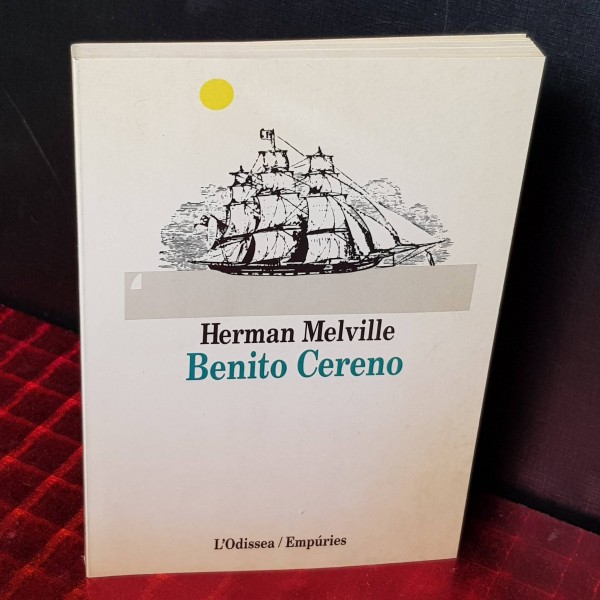 Herman Melville
Benito Cereno
L'Odissea / Empúries